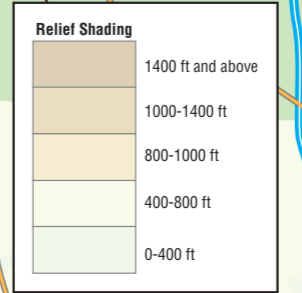 Relief Shading
1400 ft and above
1000-1400 ft
800-1000 ft
400-800 ft
0-400 ft